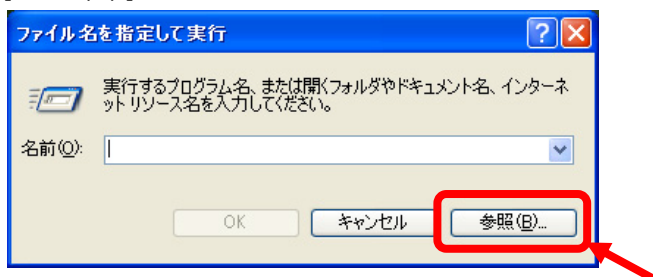 ファイル名を指定して実行
実行するプログラム名、または開くフォルダやドキュメント名、インターネ
ット リソース名を入力してください。
名前(O):
OK キャンセル 参照(B)...